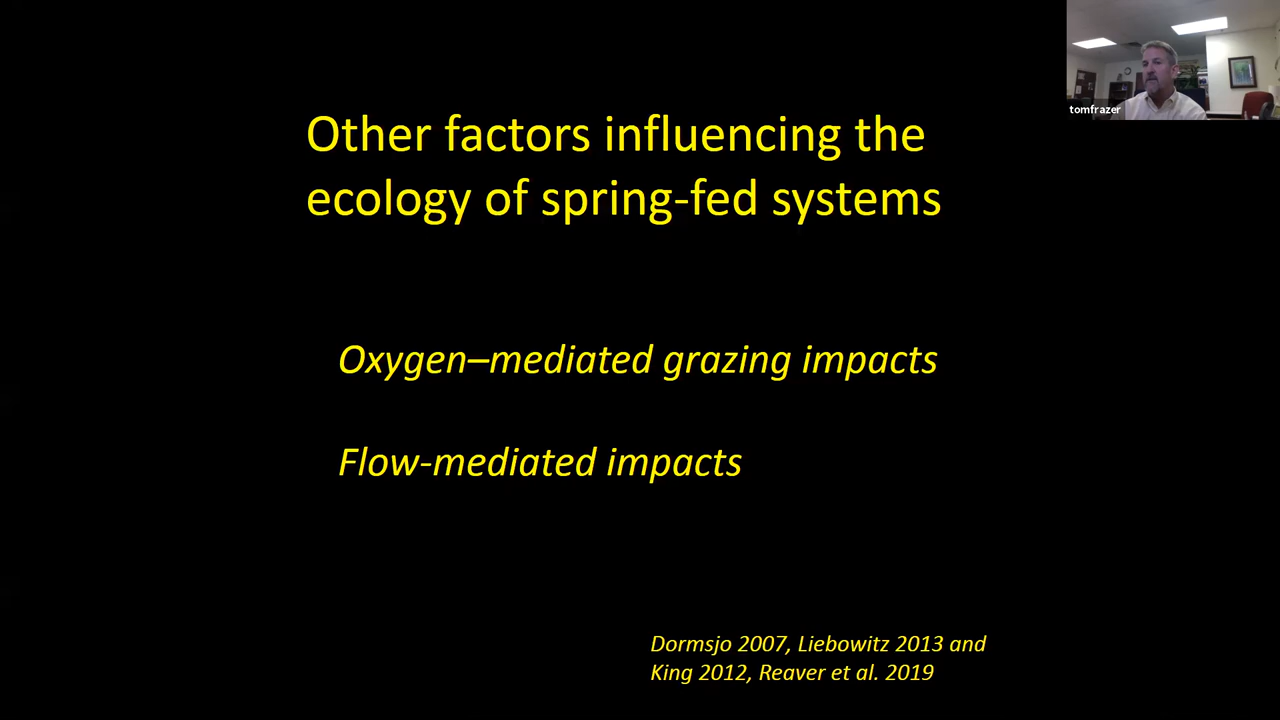 tomfrazer
Other factors influencing the
ecology of spring-fed systems
Oxygen–mediated grazing impacts
Flow-mediated impacts
Dormsjo 2007, Liebowitz 2013 and
King 2012, Reaver et al. 2019